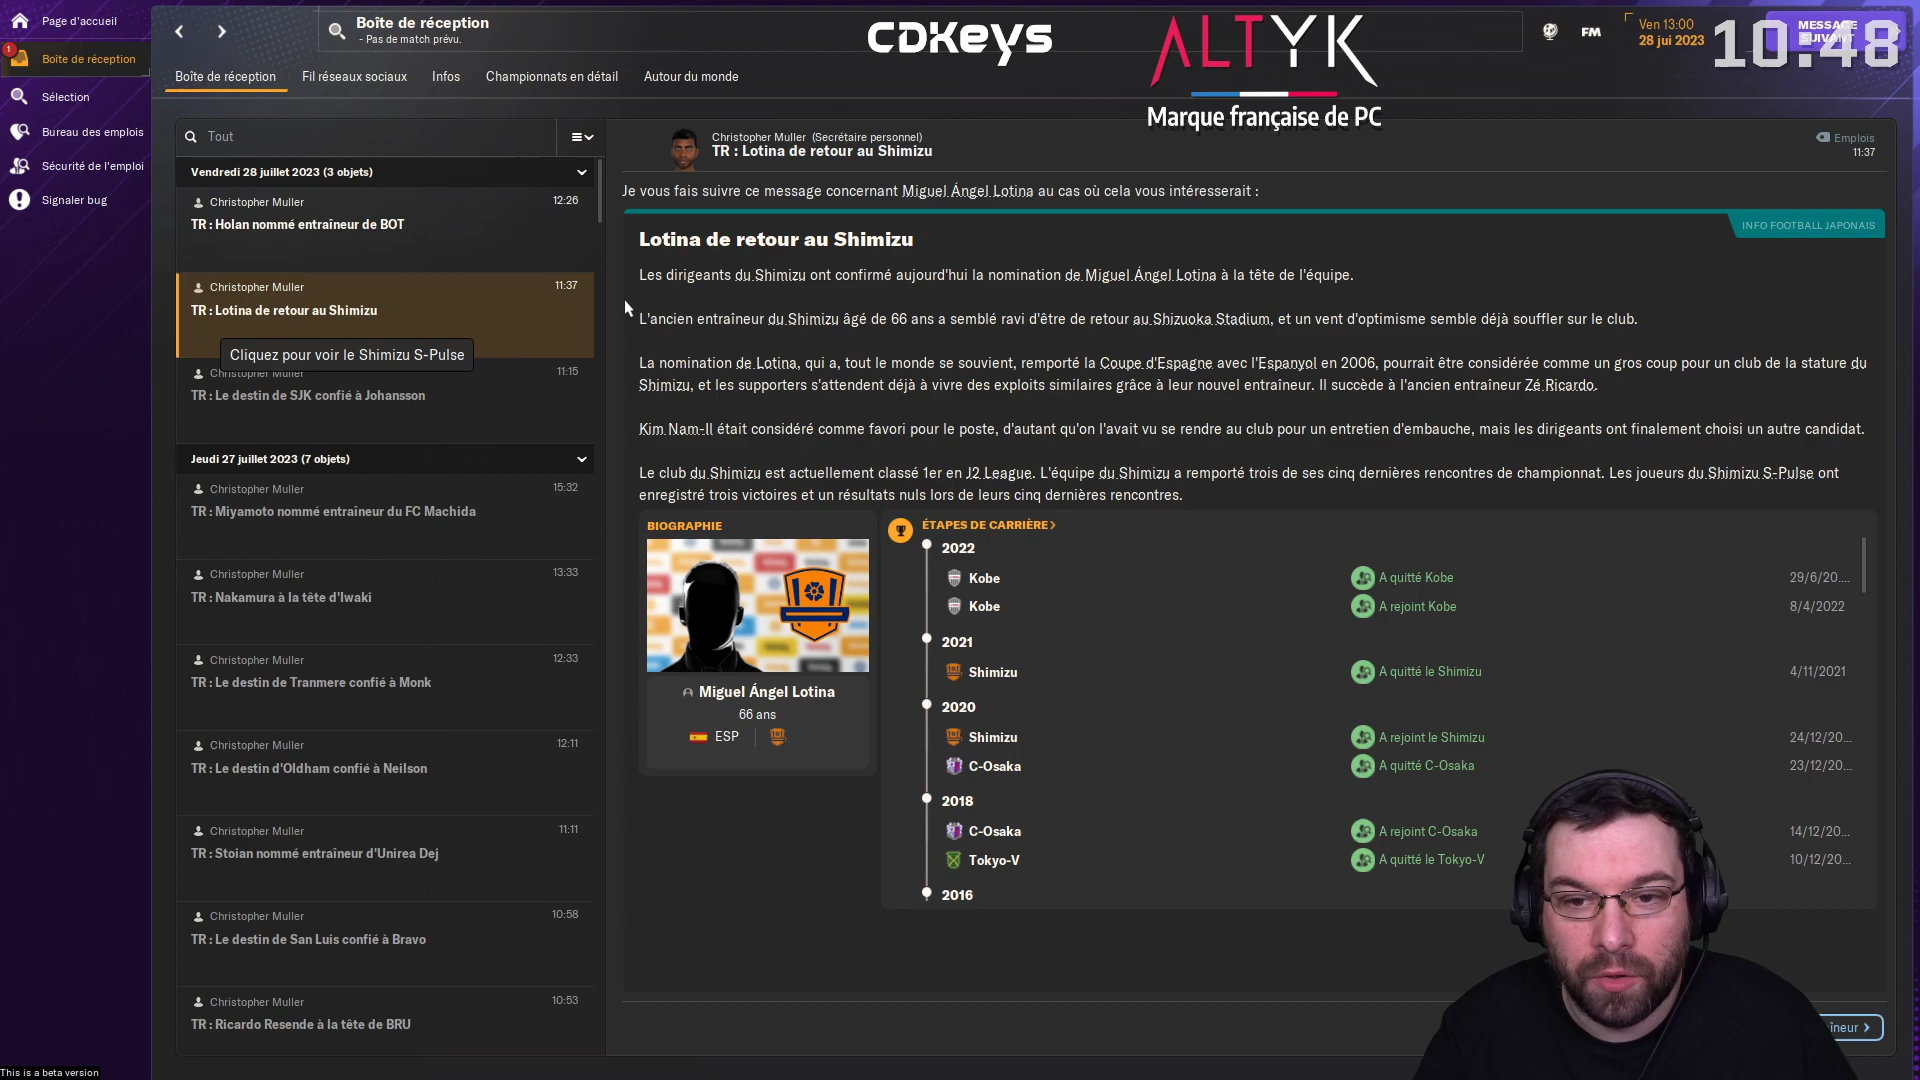 Page d'accueil
Boîte de réception
1
Sélection
Bureau des emplois
Sécurité de l'emploi
Signaler bug
Boîte de réception
- Pas de match prévu.
CDKeys
ALTYK
Marque française de PC
FM
Ven 13:00
28 jui 2023
MESSAGE
SUIVANT
10:48
Boîte de réception
Fil réseaux sociaux
Infos
Championnats en détail
Autour du monde
Tout
Vendredi 28 juillet 2023 (3 objets)
Christopher Muller 12:26
TR : Holan nommé entraîneur de BOT
Christopher Muller 11:37
TR : Lotina de retour au Shimizu
Cliquez pour voir le Shimizu S-Pulse
Christopher Muller 11:15
TR : Le destin de SJK confié à Johansson
Jeudi 27 juillet 2023 (7 objets)
Christopher Muller 15:32
TR : Miyamoto nommé entraîneur du FC Machida
Christopher Muller 13:33
TR : Nakamura à la tête d'Iwaki
Christopher Muller 12:33
TR : Le destin de Tranmere confié à Monk
Christopher Muller 12:11
TR : Le destin d'Oldham confié à Neilson
Christopher Muller 11:11
TR : Stoian nommé entraîneur d'Unirea Dej
Christopher Muller 10:58
TR : Le destin de San Luis confié à Bravo
Christopher Muller 10:53
TR : Ricardo Resende à la tête de BRU
Christopher Muller (Secrétaire personnel)
TR : Lotina de retour au Shimizu
Emplois
11:37
Je vous fais suivre ce message concernant Miguel Ángel Lotina au cas où cela vous intéresserait :
INFO FOOTBALL JAPONAIS
Lotina de retour au Shimizu
Les dirigeants du Shimizu ont confirmé aujourd'hui la nomination de Miguel Ángel Lotina à la tête de l'équipe.
L'ancien entraîneur du Shimizu âgé de 66 ans a semblé ravi d'être de retour au Shizuoka Stadium, et un vent d'optimisme semble déjà souffler sur le club.
La nomination de Lotina, qui a, tout le monde se souvient, remporté la Coupe d'Espagne avec l'Espanyol en 2006, pourrait être considérée comme un gros coup pour un club de la stature du
Shimizu, et les supporters s'attendent déjà à vivre des exploits similaires grâce à leur nouvel entraîneur. Il succède à l'ancien entraîneur Zé Ricardo.
Kim Nam-Il était considéré comme favori pour le poste, d'autant qu'on l'avait vu se rendre au club pour un entretien d'embauche, mais les dirigeants ont finalement choisi un autre candidat.
Le club du Shimizu est actuellement classé 1er en J2 League. L'équipe du Shimizu a remporté trois de ses cinq dernières rencontres de championnat. Les joueurs du Shimizu S-Pulse ont
enregistré trois victoires et un résultats nuls lors de leurs cinq dernières rencontres.
BIOGRAPHIE
Miguel Ángel Lotina
66 ans
ESP
ÉTAPES DE CARRIÈRE
2022
Kobe A quitté Kobe 29/6/20....
Kobe A rejoint Kobe 8/4/2022
2021
Shimizu A quitté le Shimizu 4/11/2021
2020
Shimizu A rejoint le Shimizu 24/12/20...
C-Osaka A quitté C-Osaka 23/12/20...
2018
C-Osaka A rejoint C-Osaka 14/12/20...
Tokyo-V A quitté le Tokyo-V 10/12/20...
2016
îneur
This is a beta version